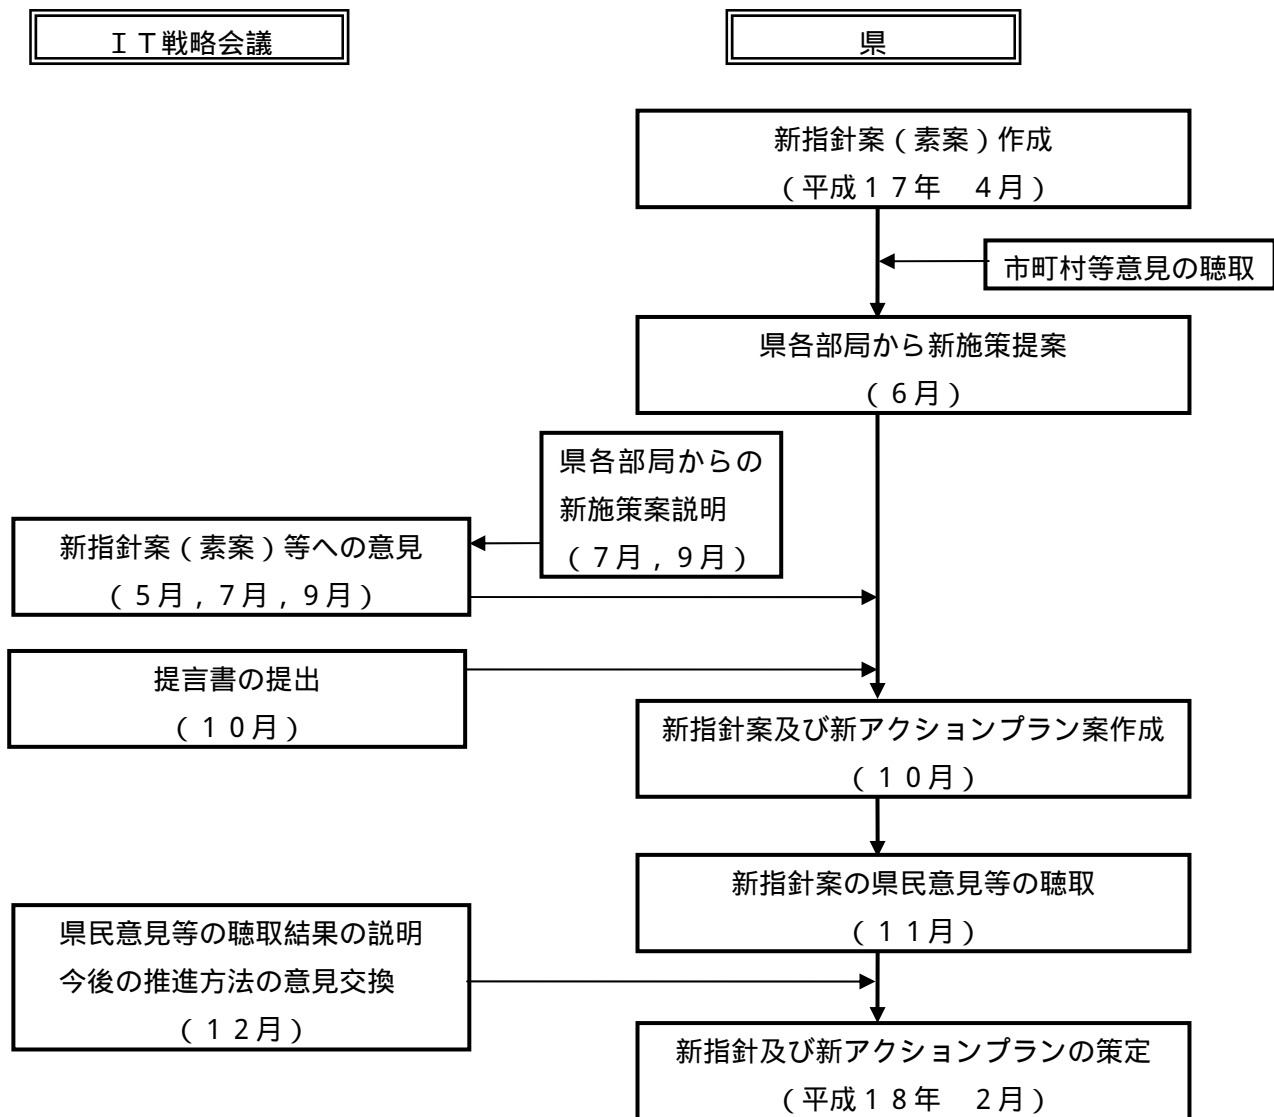 ＩＴ戦略会議
県
新指針案（素案）作成
（平成１７年　４月）
市町村等意見の聴取
県各部局から新施策提案
（６月）
県各部局からの
新施策案説明
（７月，９月）
新指針案（素案）等への意見
（５月，７月，９月）
提言書の提出
（１０月）
新指針案及び新アクションプラン案作成
（１０月）
新指針案の県民意見等の聴取
（１１月）
県民意見等の聴取結果の説明
今後の推進方法の意見交換
（１２月）
新指針及び新アクションプランの策定
（平成１８年　２月）